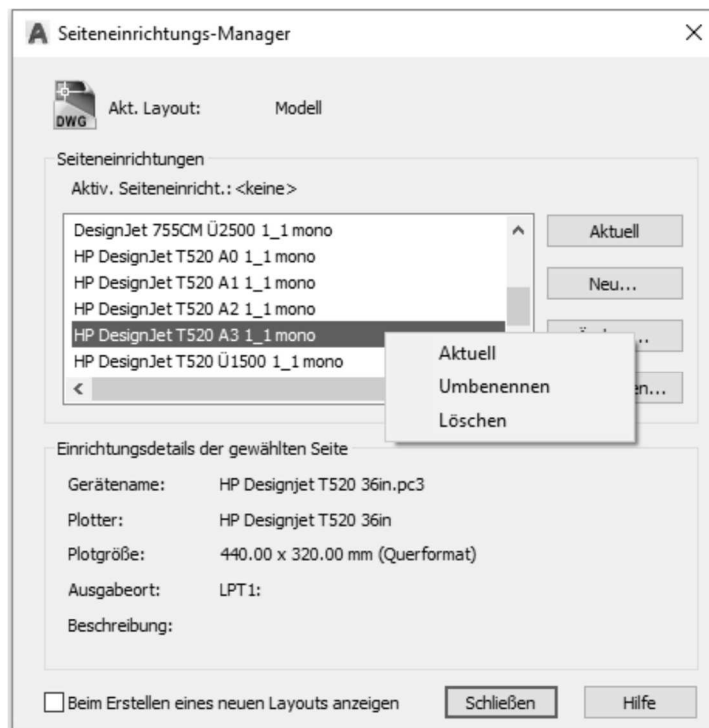 Seiteneinrichtungs-Manager
DWG
Akt. Layout: Modell
Seiteneinrichtungen
Aktiv. Seiteneinricht.: <keine>
DesignJet 755CM Ü2500 1_1 mono
HP DesignJet T520 A0 1_1 mono
HP DesignJet T520 A1 1_1 mono
HP DesignJet T520 A2 1_1 mono
HP DesignJet T520 A3 1_1 mono
HP DesignJet T520 Ü1500 1_1 mono
Aktuell
Neu...
Aktuell
Umbenennen
Löschen
Einrichtungsdetails der gewählten Seite
Gerätename: HP Designjet T520 36in.pc3
Plotter: HP Designjet T520 36in
Plotgröße: 440.00 x 320.00 mm (Querformat)
Ausgabeort: LPT1:
Beschreibung:
Beim Erstellen eines neuen Layouts anzeigen
Schließen
Hilfe